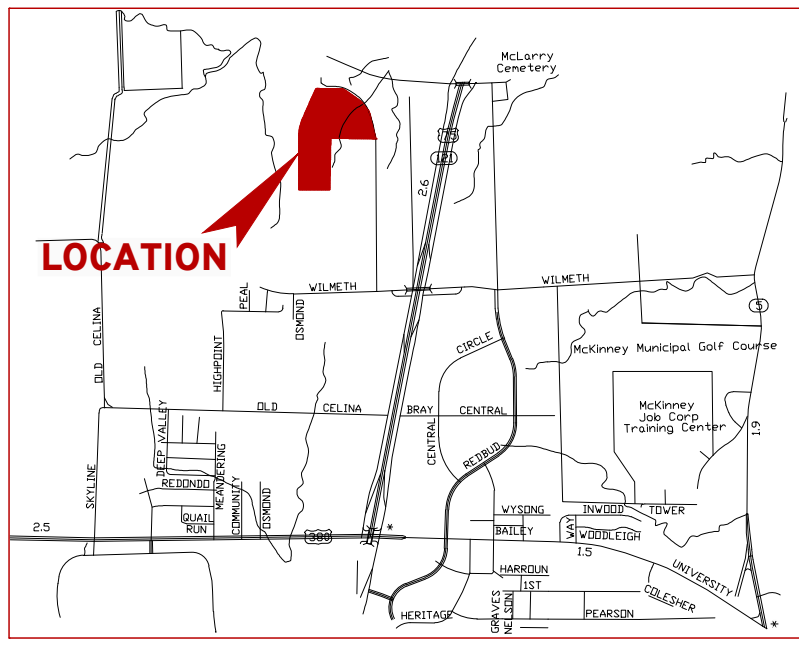 McLarry
Cemetery
75
121
2.6
LOCATION
WILMETH
WILMETH
PEAL
OSMOND
5
OLD CELINA
HIGHPOINT
CIRCLE
McKinney Municipal Golf Course
McKinney
Job Corp
Training Center
OLD CELINA
BRAY CENTRAL
CENTRAL
REDBUD
1.9
DEEP VALLEY
SKYLINE
REDONDO
MEANDERING
COMMUNITY
OSMOND
QUAIL
RUN
WYSONG
INWOOD
TOWER
BAILEY
WAY
WOODLEIGH
2.5
380
*
1.5
HARROUN
1ST
UNIVERSITY
COLESHER
HERITAGE
GRAVES
NELSON
PEARSON
*